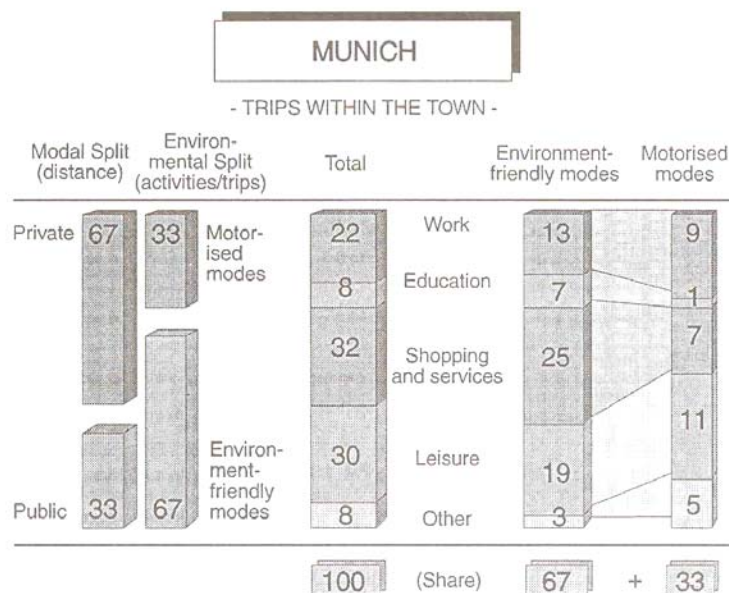 MUNICH
- TRIPS WITHIN THE TOWN -
Modal Split
(distance)
Environ-
mental Split
(activities/trips)
Total
Environment-
friendly modes
Motorised
modes
Private 67 33 Motor-
ised
modes
22 Work 13 9
8 Education 7 1
32 Shopping
and services 25 7
30 Leisure 19 11
Public 33 67 Environ-
ment-
friendly
modes
8 Other 3 5
100 (Share) 67 + 33